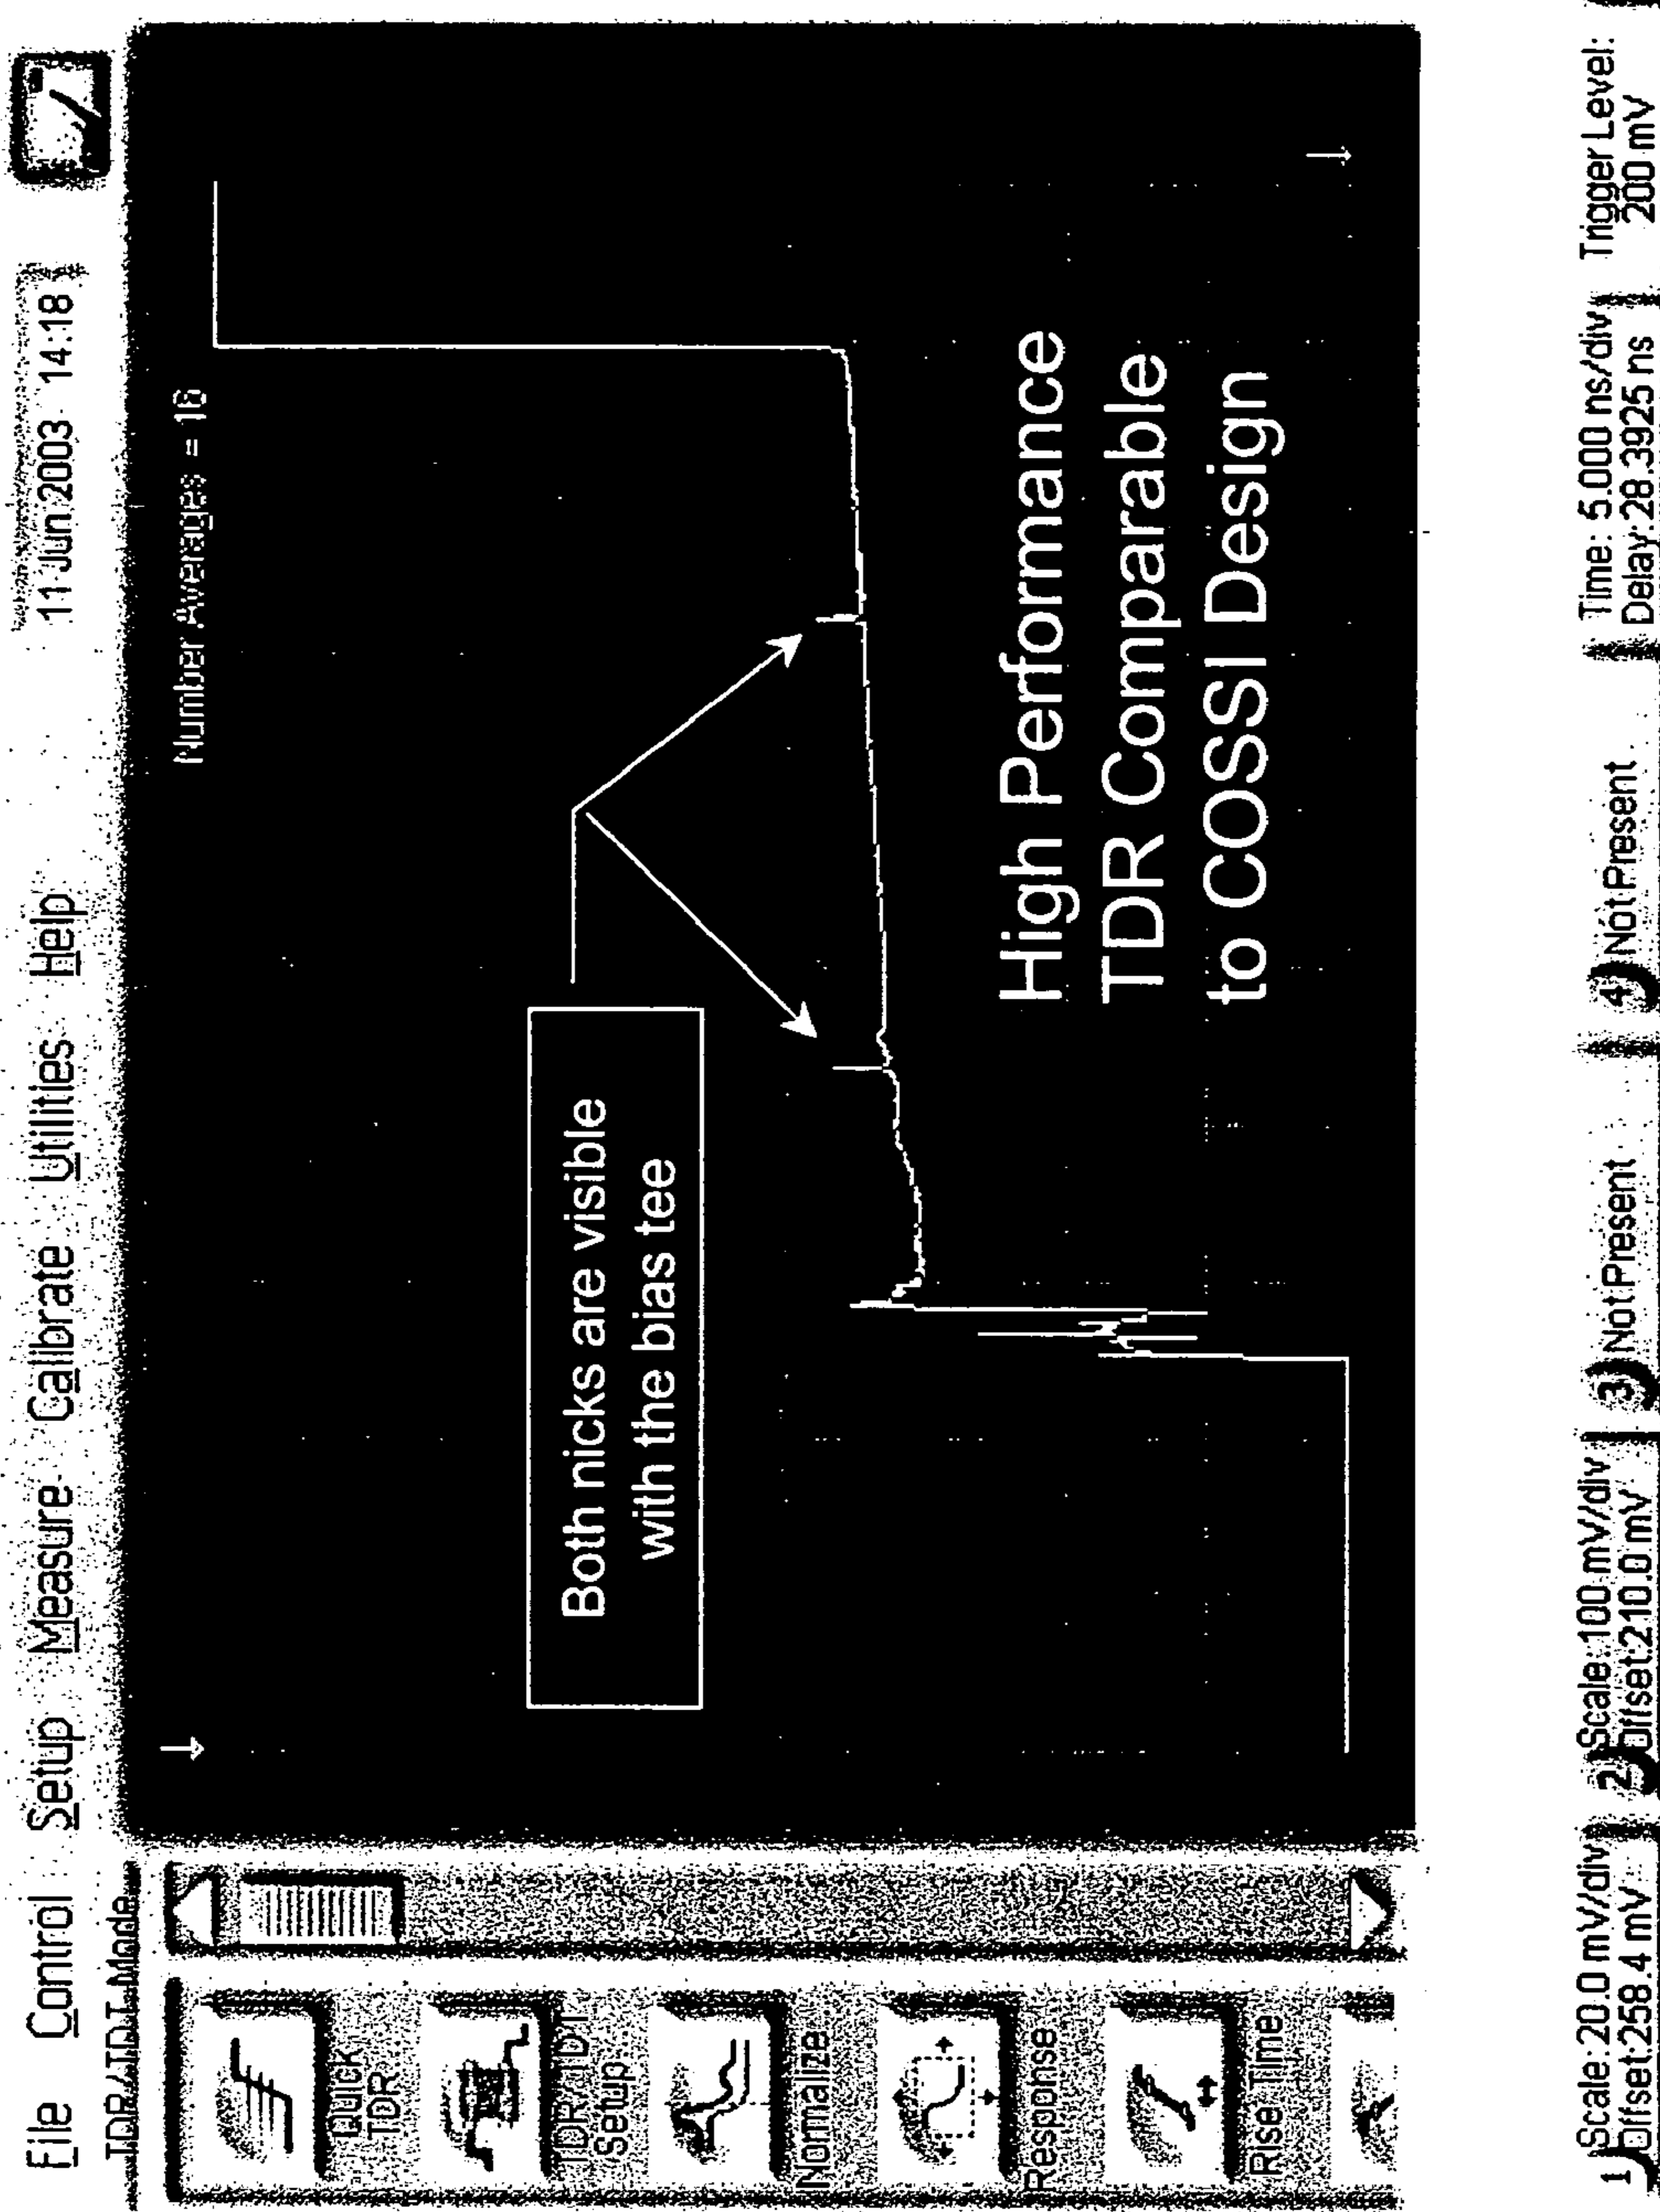 File Control Setup Measure Calibrate Utilities Help
11 Jun 2003 14:18
TDR/TDT Mode
Number Averages = 16
Quick
TDR
TDR/TDT
Setup
Normalize
Response
Rise Time
Both nicks are visible
with the bias tee
High Performance
TDR Comparable
to COSSI Design
1 Scale:20.0 mV/div
Offset:258.4 mV
2 Scale:100 mV/div
Offset:210.0 mV
3 Not Present
4 Not Present
Time: 5.000 ns/div
Delay:28.3925 ns
Trigger Level:
200 mV